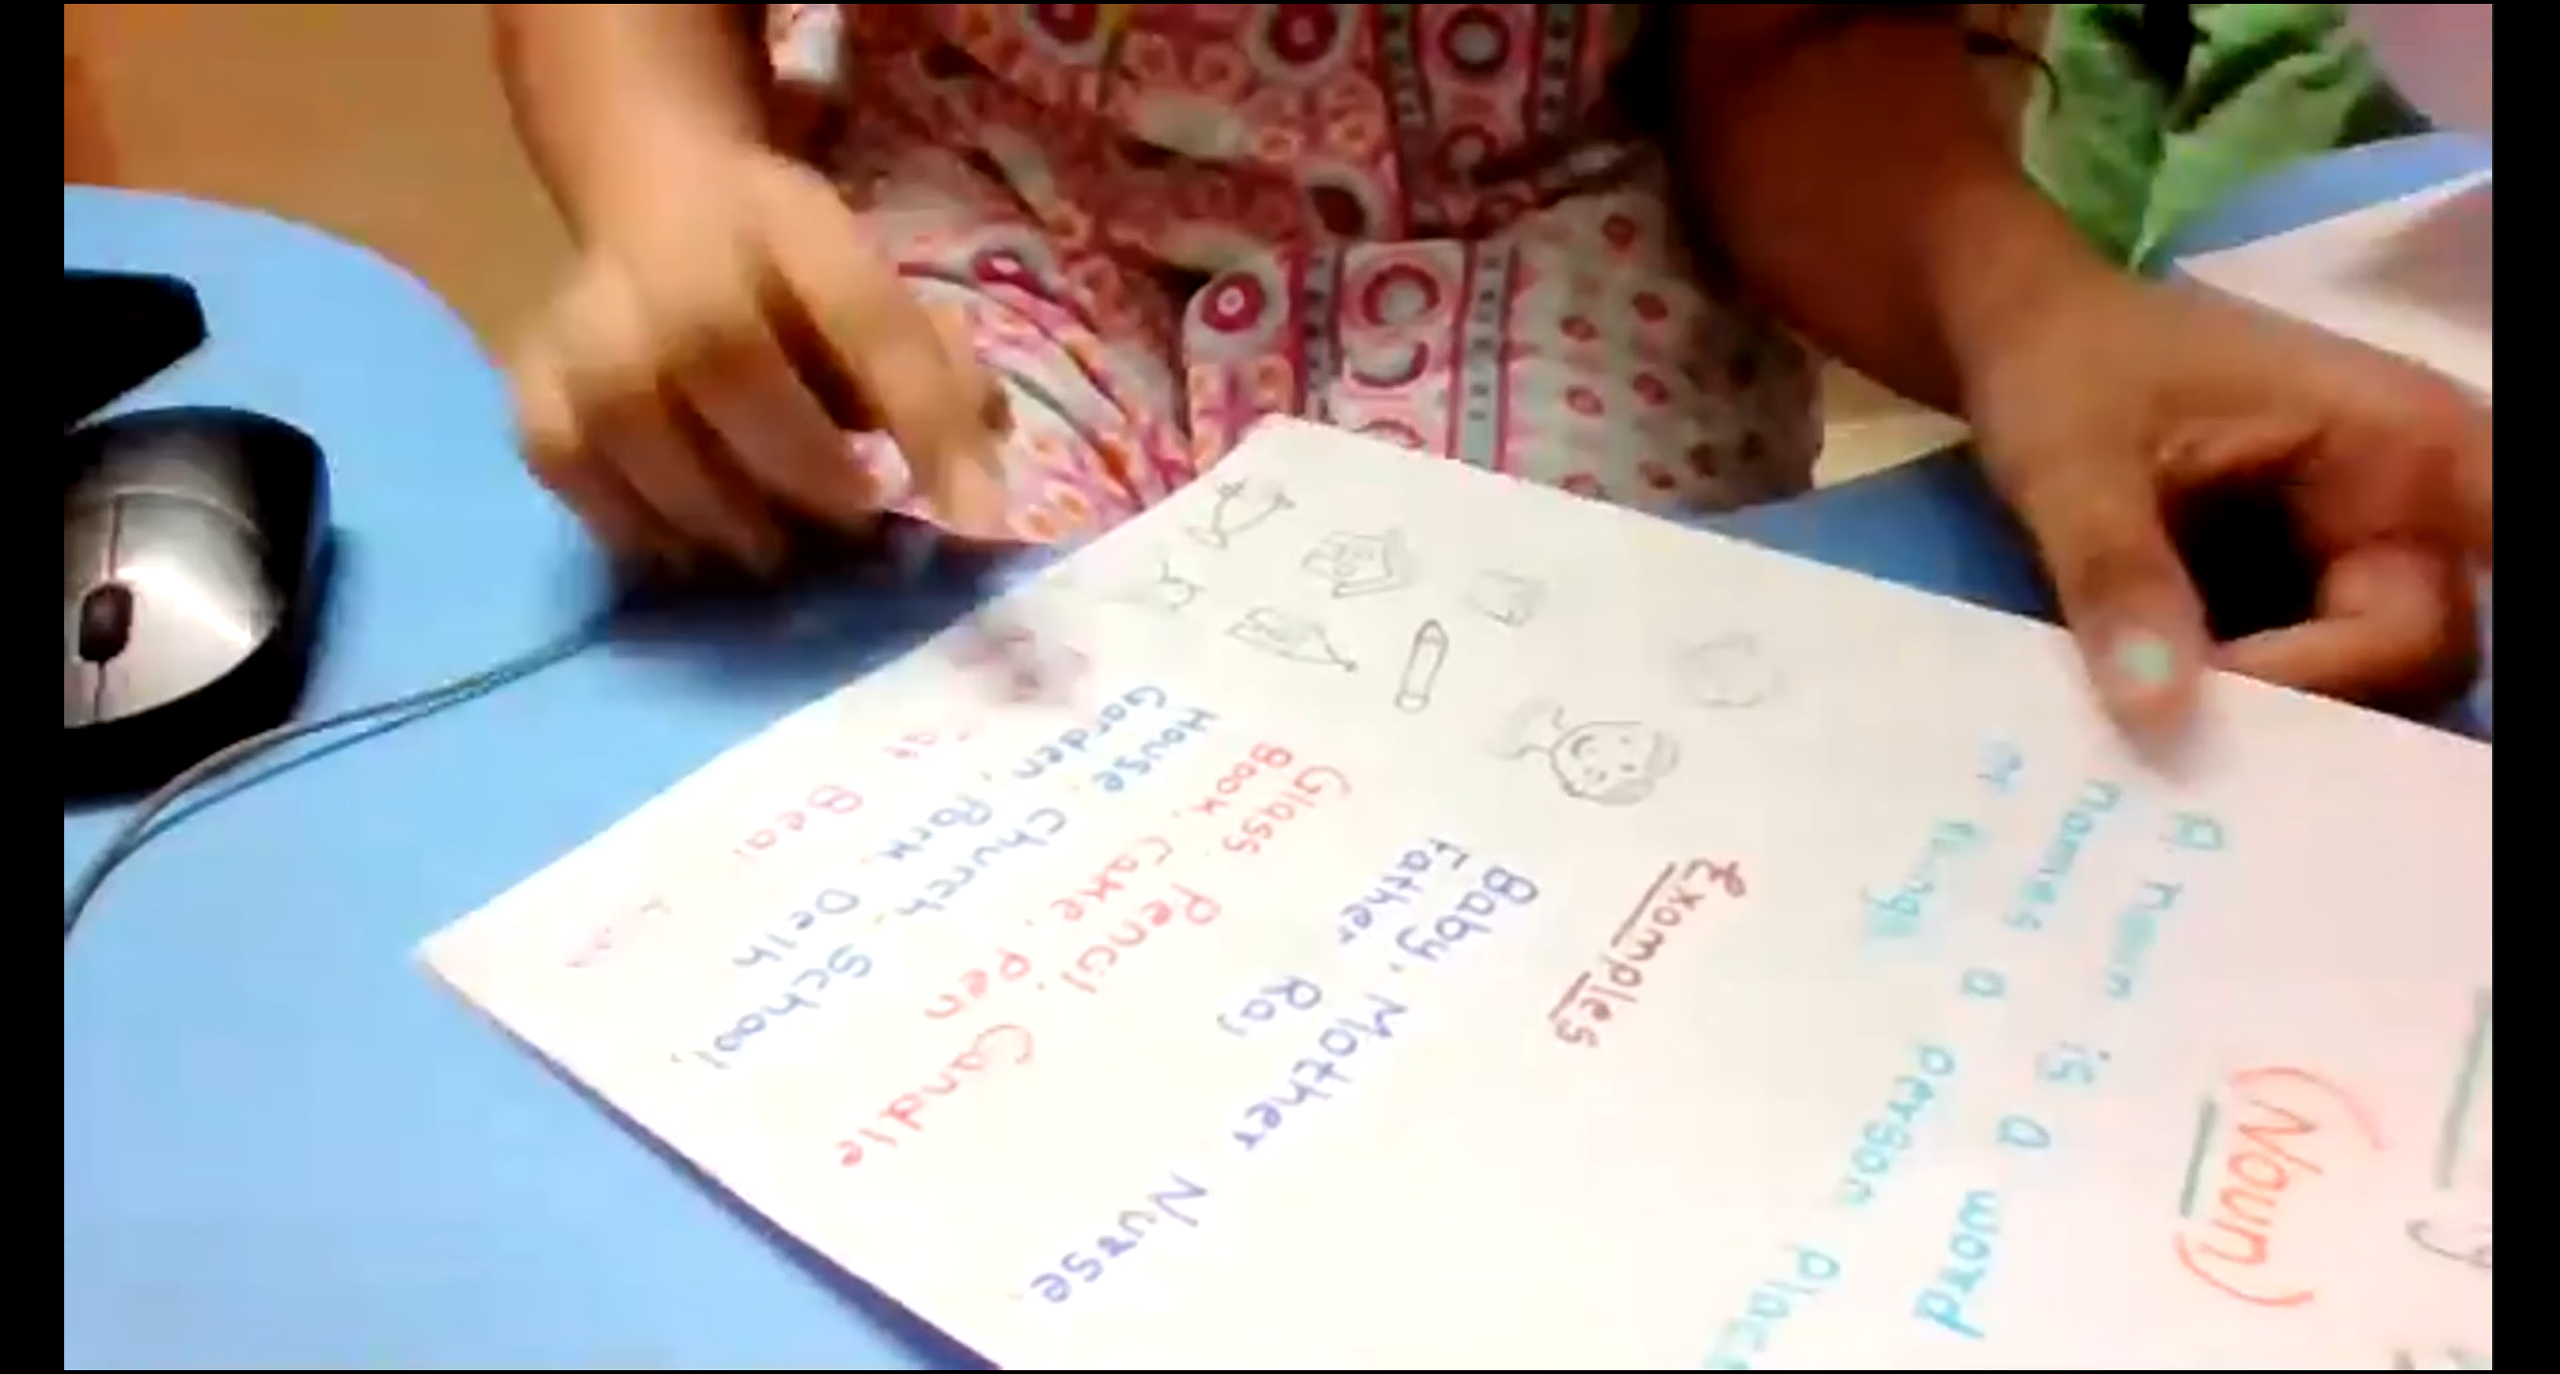 (Noun)
A noun is a word
names a person place
or thing
Examples
Baby, Mother Nurse.
Father Raj
Glass Pencil Candle
Book, Cake, Pen
House Church School,
Garden, Park Delh